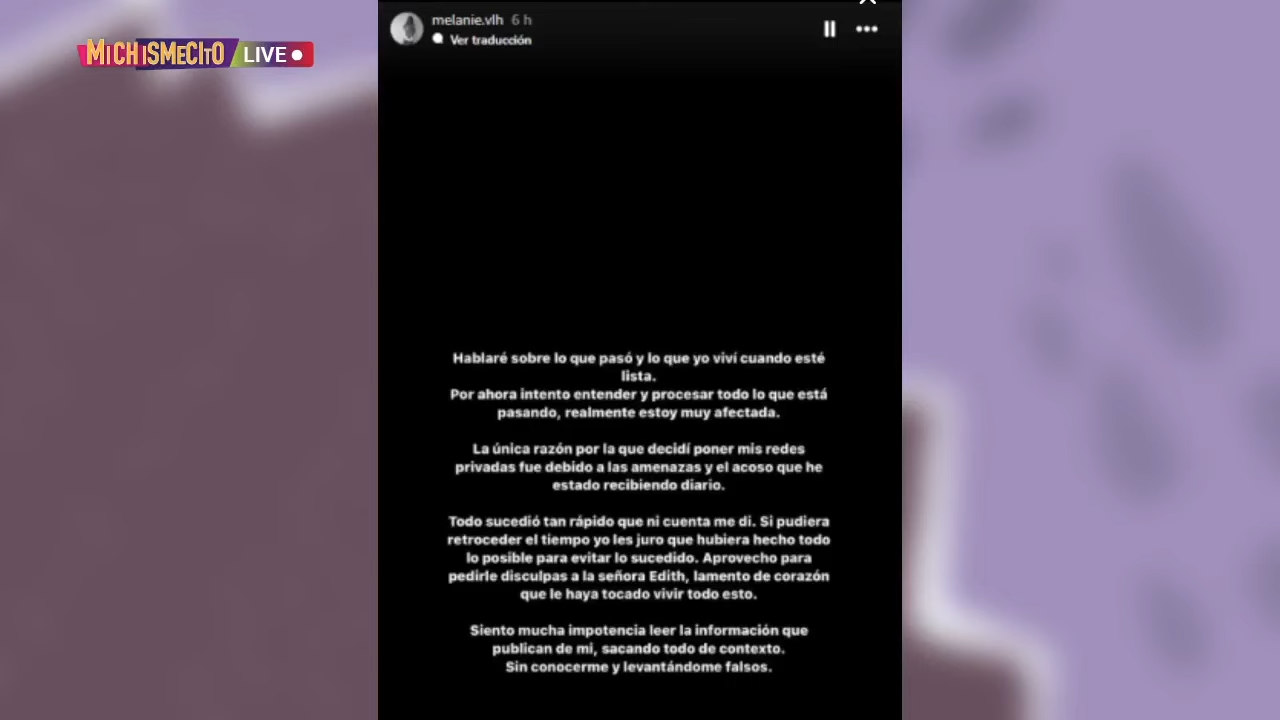 MICHISMECITO LIVE
melanie.vlh 6 h
Ver traducción
Hablaré sobre lo que pasó y lo que yo viví cuando esté
lista.
Por ahora intento entender y procesar todo lo que está
pasando, realmente estoy muy afectada.
La única razón por la que decidí poner mis redes
privadas fue debido a las amenazas y el acoso que he
estado recibiendo diario.
Todo sucedió tan rápido que ni cuenta me di. Si pudiera
retroceder el tiempo yo les juro que hubiera hecho todo
lo posible para evitar lo sucedido. Aprovecho para
pedirle disculpas a la señora Edith, lamento de corazón
que le haya tocado vivir todo esto.
Siento mucha impotencia leer la información que
publican de mi, sacando todo de contexto.
Sin conocerme y levantándome falsos.